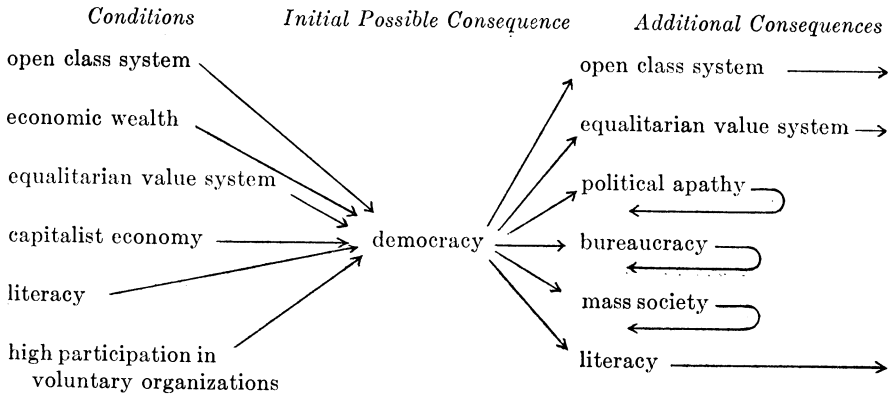 Conditions
Initial Possible Consequence
Additional Consequences
open class system
economic wealth
equalitarian value system
capitalist economy
literacy
high participation in
voluntary organizations
democracy
open class system
equalitarian value system
political apathy
bureaucracy
mass society
literacy